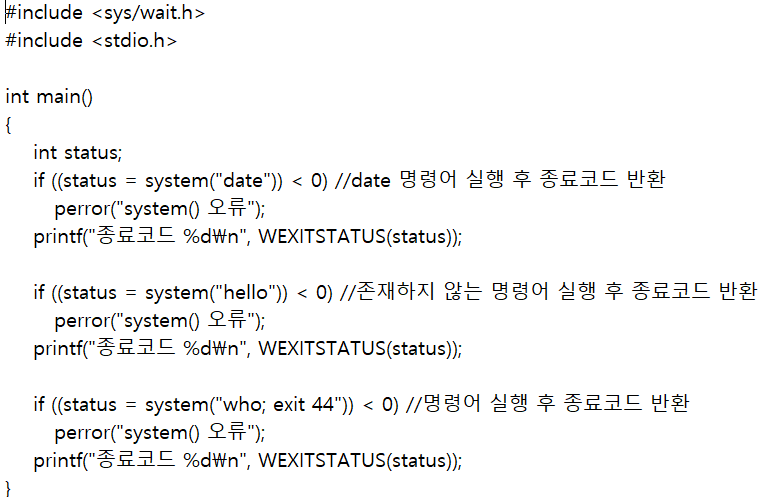 #include <sys/wait.h>
#include <stdio.h>

int main()
{
    int status;
    if ((status = system("date")) < 0) //date 명령어 실행 후 종료코드 반환
        perror("system() 오류");
    printf("종료코드 %d₩n", WEXITSTATUS(status));

    if ((status = system("hello")) < 0) //존재하지 않는 명령어 실행 후 종료코드 반환
        perror("system() 오류");
    printf("종료코드 %d₩n", WEXITSTATUS(status));

    if ((status = system("who; exit 44")) < 0) //명령어 실행 후 종료코드 반환
        perror("system() 오류");
    printf("종료코드 %d₩n", WEXITSTATUS(status));
}